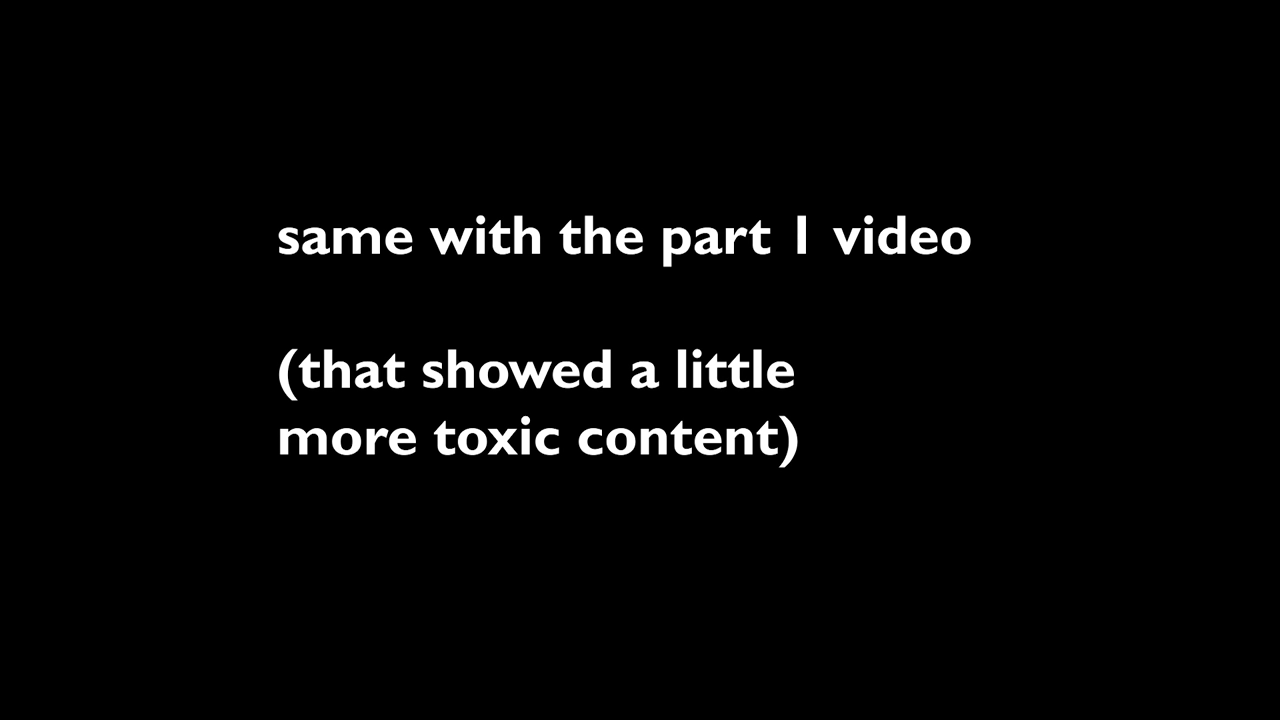 same with the part 1 video
(that showed a little
more toxic content)